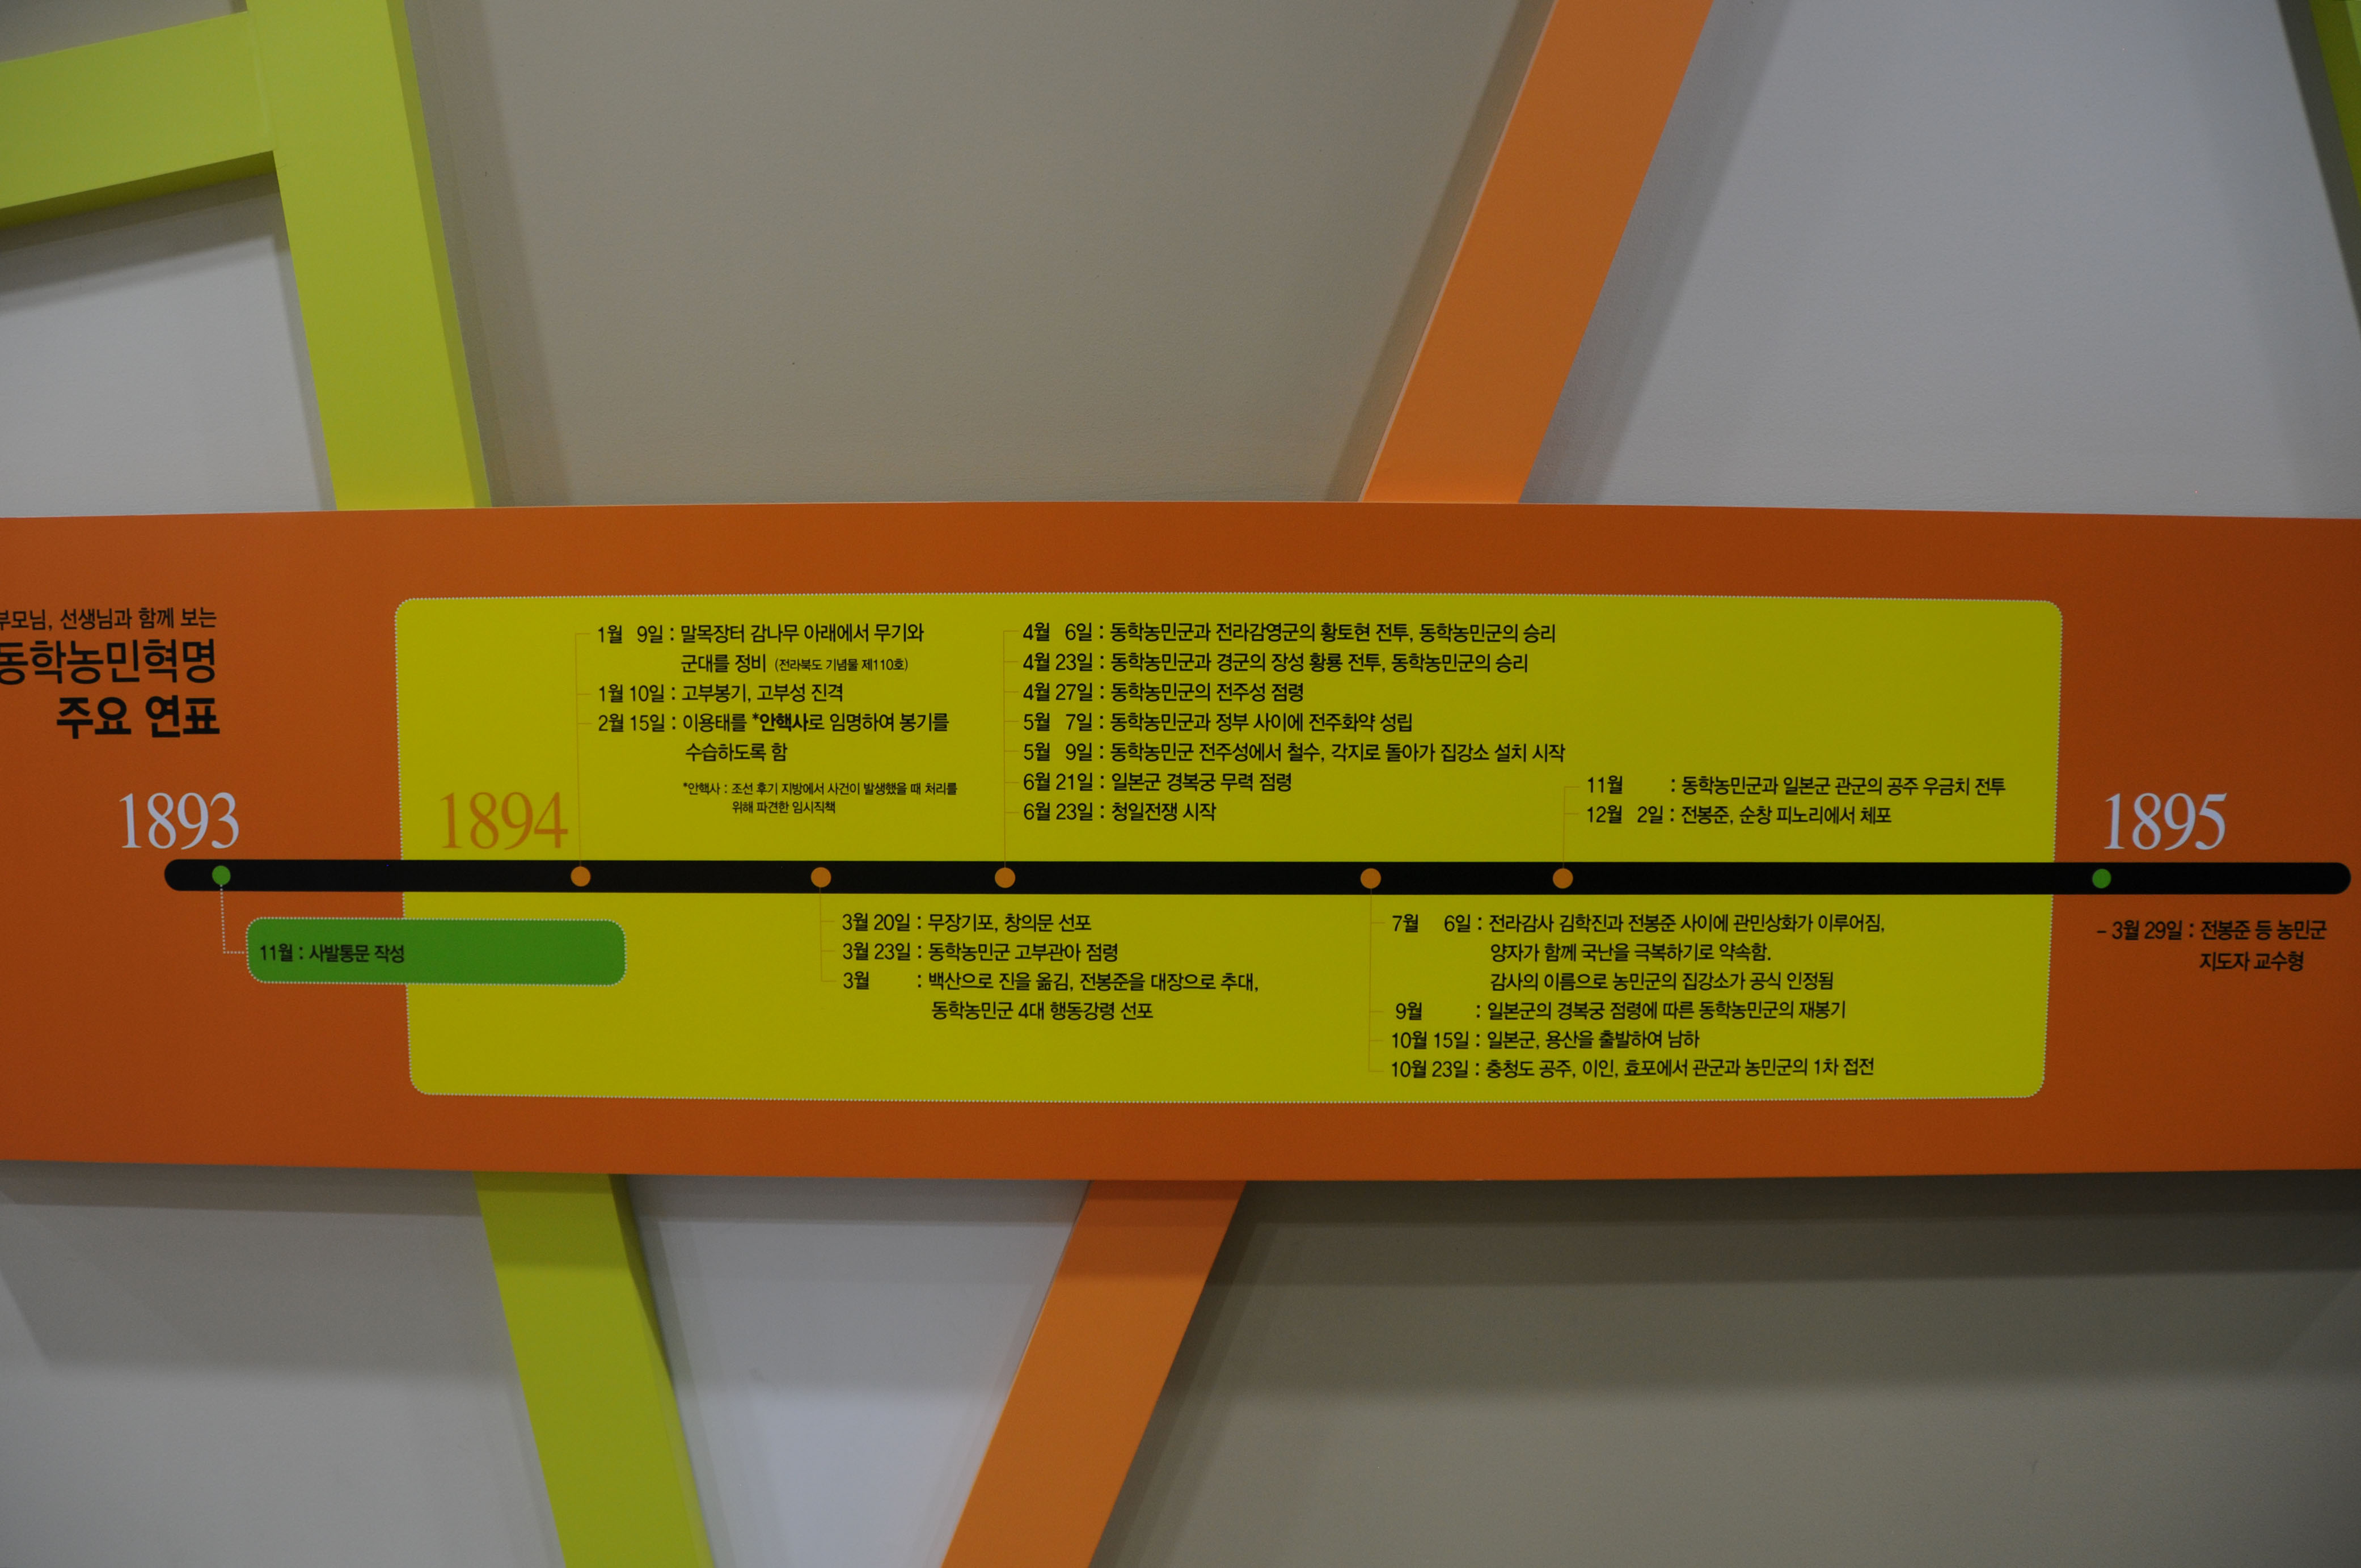 부모님, 선생님과 함께 보는
동학농민혁명
주요 연표
1893
11월 : 사발통문 작성
1894
1월 9일 : 말목장터 감나무 아래에서 무기와
군대를 정비 (전라북도 기념물 제110호)
1월 10일 : 고부봉기, 고부성 진격
2월 15일 : 이용태를 *안핵사로 임명하여 봉기를
수습하도록 함
*안핵사 : 조선 후기 지방에서 사건이 발생했을 때 처리를
위해 파견한 임시직책
3월 20일 : 무장기포, 창의문 선포
3월 23일 : 동학농민군 고부관아 점령
3월 : 백산으로 진을 옮김, 전봉준을 대장으로 추대,
동학농민군 4대 행동강령 선포
4월 6일 : 동학농민군과 전라감영군의 황토현 전투, 동학농민군의 승리
4월 23일 : 동학농민군과 경군의 장성 황룡 전투, 동학농민군의 승리
4월 27일 : 동학농민군의 전주성 점령
5월 7일 : 동학농민군과 정부 사이에 전주화약 성립
5월 9일 : 동학농민군 전주성에서 철수, 각지로 돌아가 집강소 설치 시작
6월 21일 : 일본군 경복궁 무력 점령
6월 23일 : 청일전쟁 시작
7월 6일 : 전라감사 김학진과 전봉준 사이에 관민상화가 이루어짐,
양자가 함께 국난을 극복하기로 약속함.
감사의 이름으로 농민군의 집강소가 공식 인정됨
9월 : 일본군의 경복궁 점령에 따른 동학농민군의 재봉기
10월 15일 : 일본군, 용산을 출발하여 남하
10월 23일 : 충청도 공주, 이인, 효포에서 관군과 농민군의 1차 접전
11월 : 동학농민군과 일본군 관군의 공주 우금치 전투
12월 2일 : 전봉준, 순창 피노리에서 체포
1895
– 3월 29일 : 전봉준 등 농민군
지도자 교수형